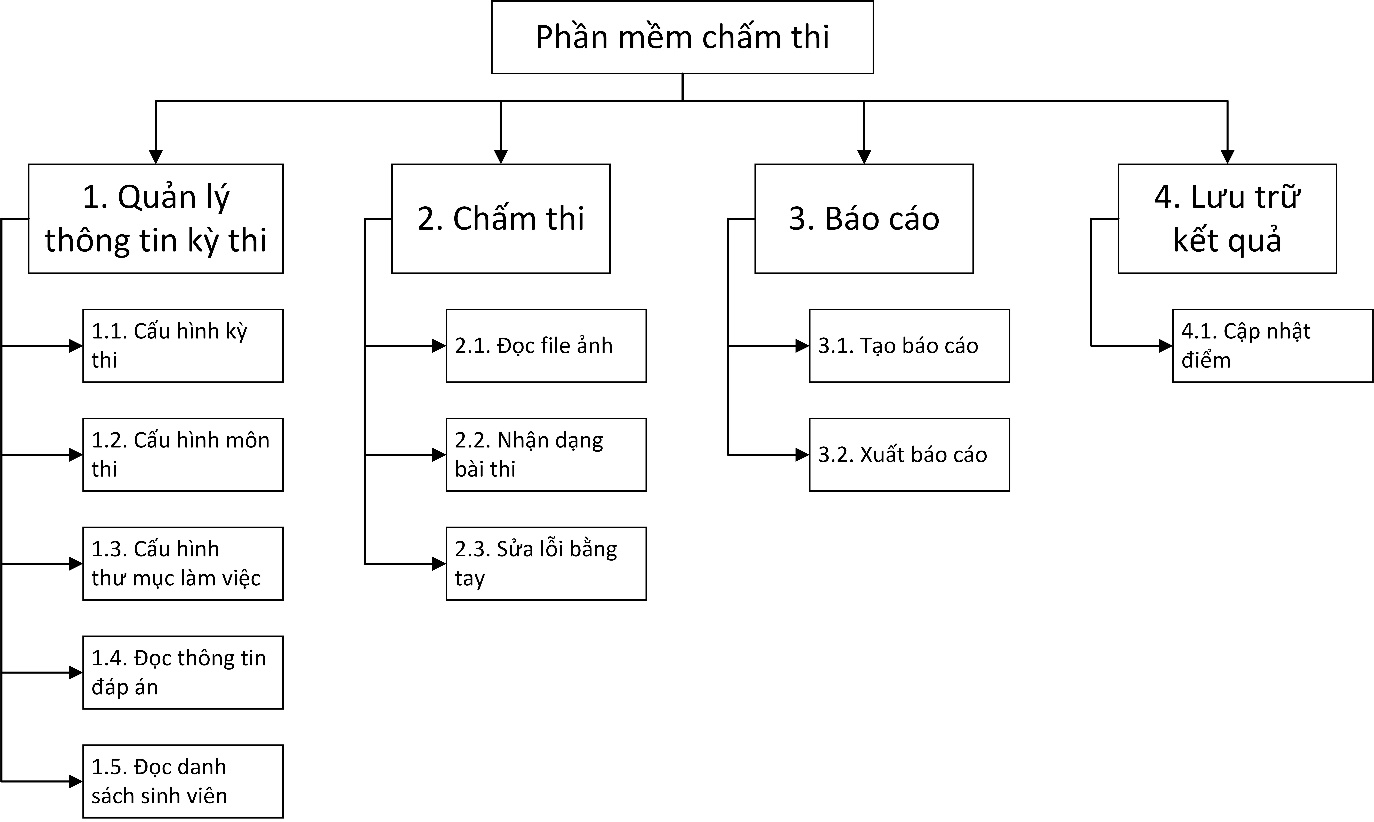 Phần mềm chấm thi
1. Quản lý
thông tin kỳ thi
2. Chấm thi
3. Báo cáo
4. Lưu trữ
kết quả
1.1. Cấu hình kỳ
thi
1.2. Cấu hình môn
thi
1.3. Cấu hình
thư mục làm việc
1.4. Đọc thông tin
đáp án
1.5. Đọc danh
sách sinh viên
2.1. Đọc file ảnh
2.2. Nhận dạng
bài thi
2.3. Sửa lỗi bằng
tay
3.1. Tạo báo cáo
3.2. Xuất báo cáo
4.1. Cập nhật
điểm